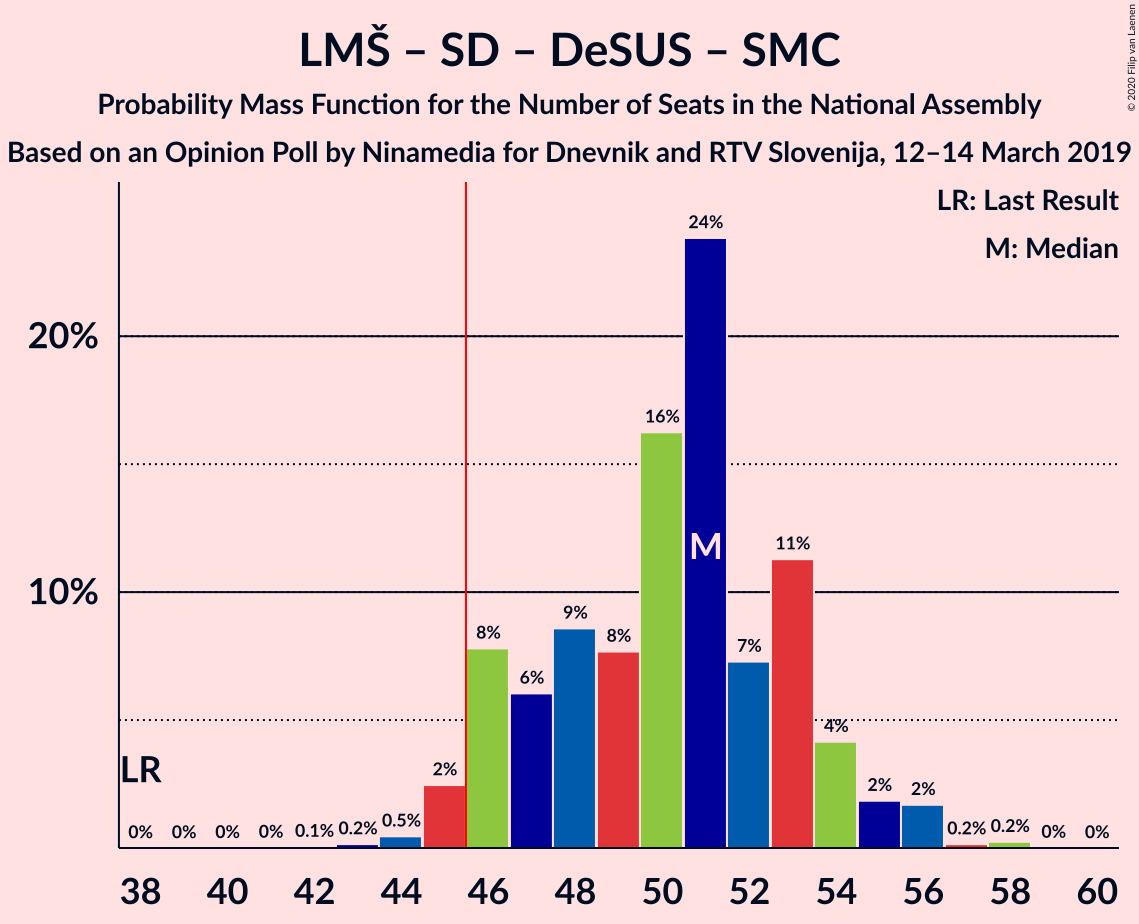 LMŠ – SD – DeSUS – SMC
Probability Mass Function for the Number of Seats in the National Assembly
Based on an Opinion Poll by Ninamedia for Dnevnik and RTV Slovenija, 12–14 March 2019
© 2020 Filip van Laenen
LR: Last Result
M: Median
20%
10%
24%
16%
M
11%
9%
8%
8%
7%
6%
4%
LR
2%
2%
2%
0%
0%
0%
0%
0.1%
0.2%
0.5%
0.2%
0.2%
0%
0%
38 40 42 44 46 48 50 52 54 56 58 60